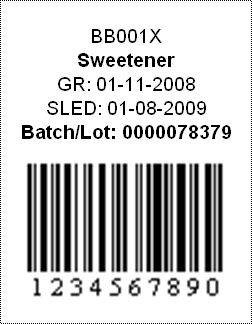 BB001X
Sweetener
GR: 01-11-2008
SLED: 01-08-2009
Batch/Lot: 0000078379
1234567890